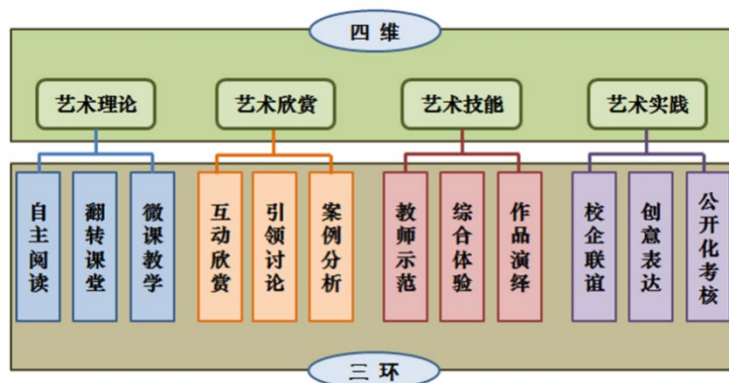 四维
艺术理论
艺术欣赏
艺术技能
艺术实践
自主阅读
翻转课堂
微课教学
互动欣赏
引领讨论
案例分析
教师示范
综合体验
作品演绎
校企联谊
创意表达
公开化考核
三环